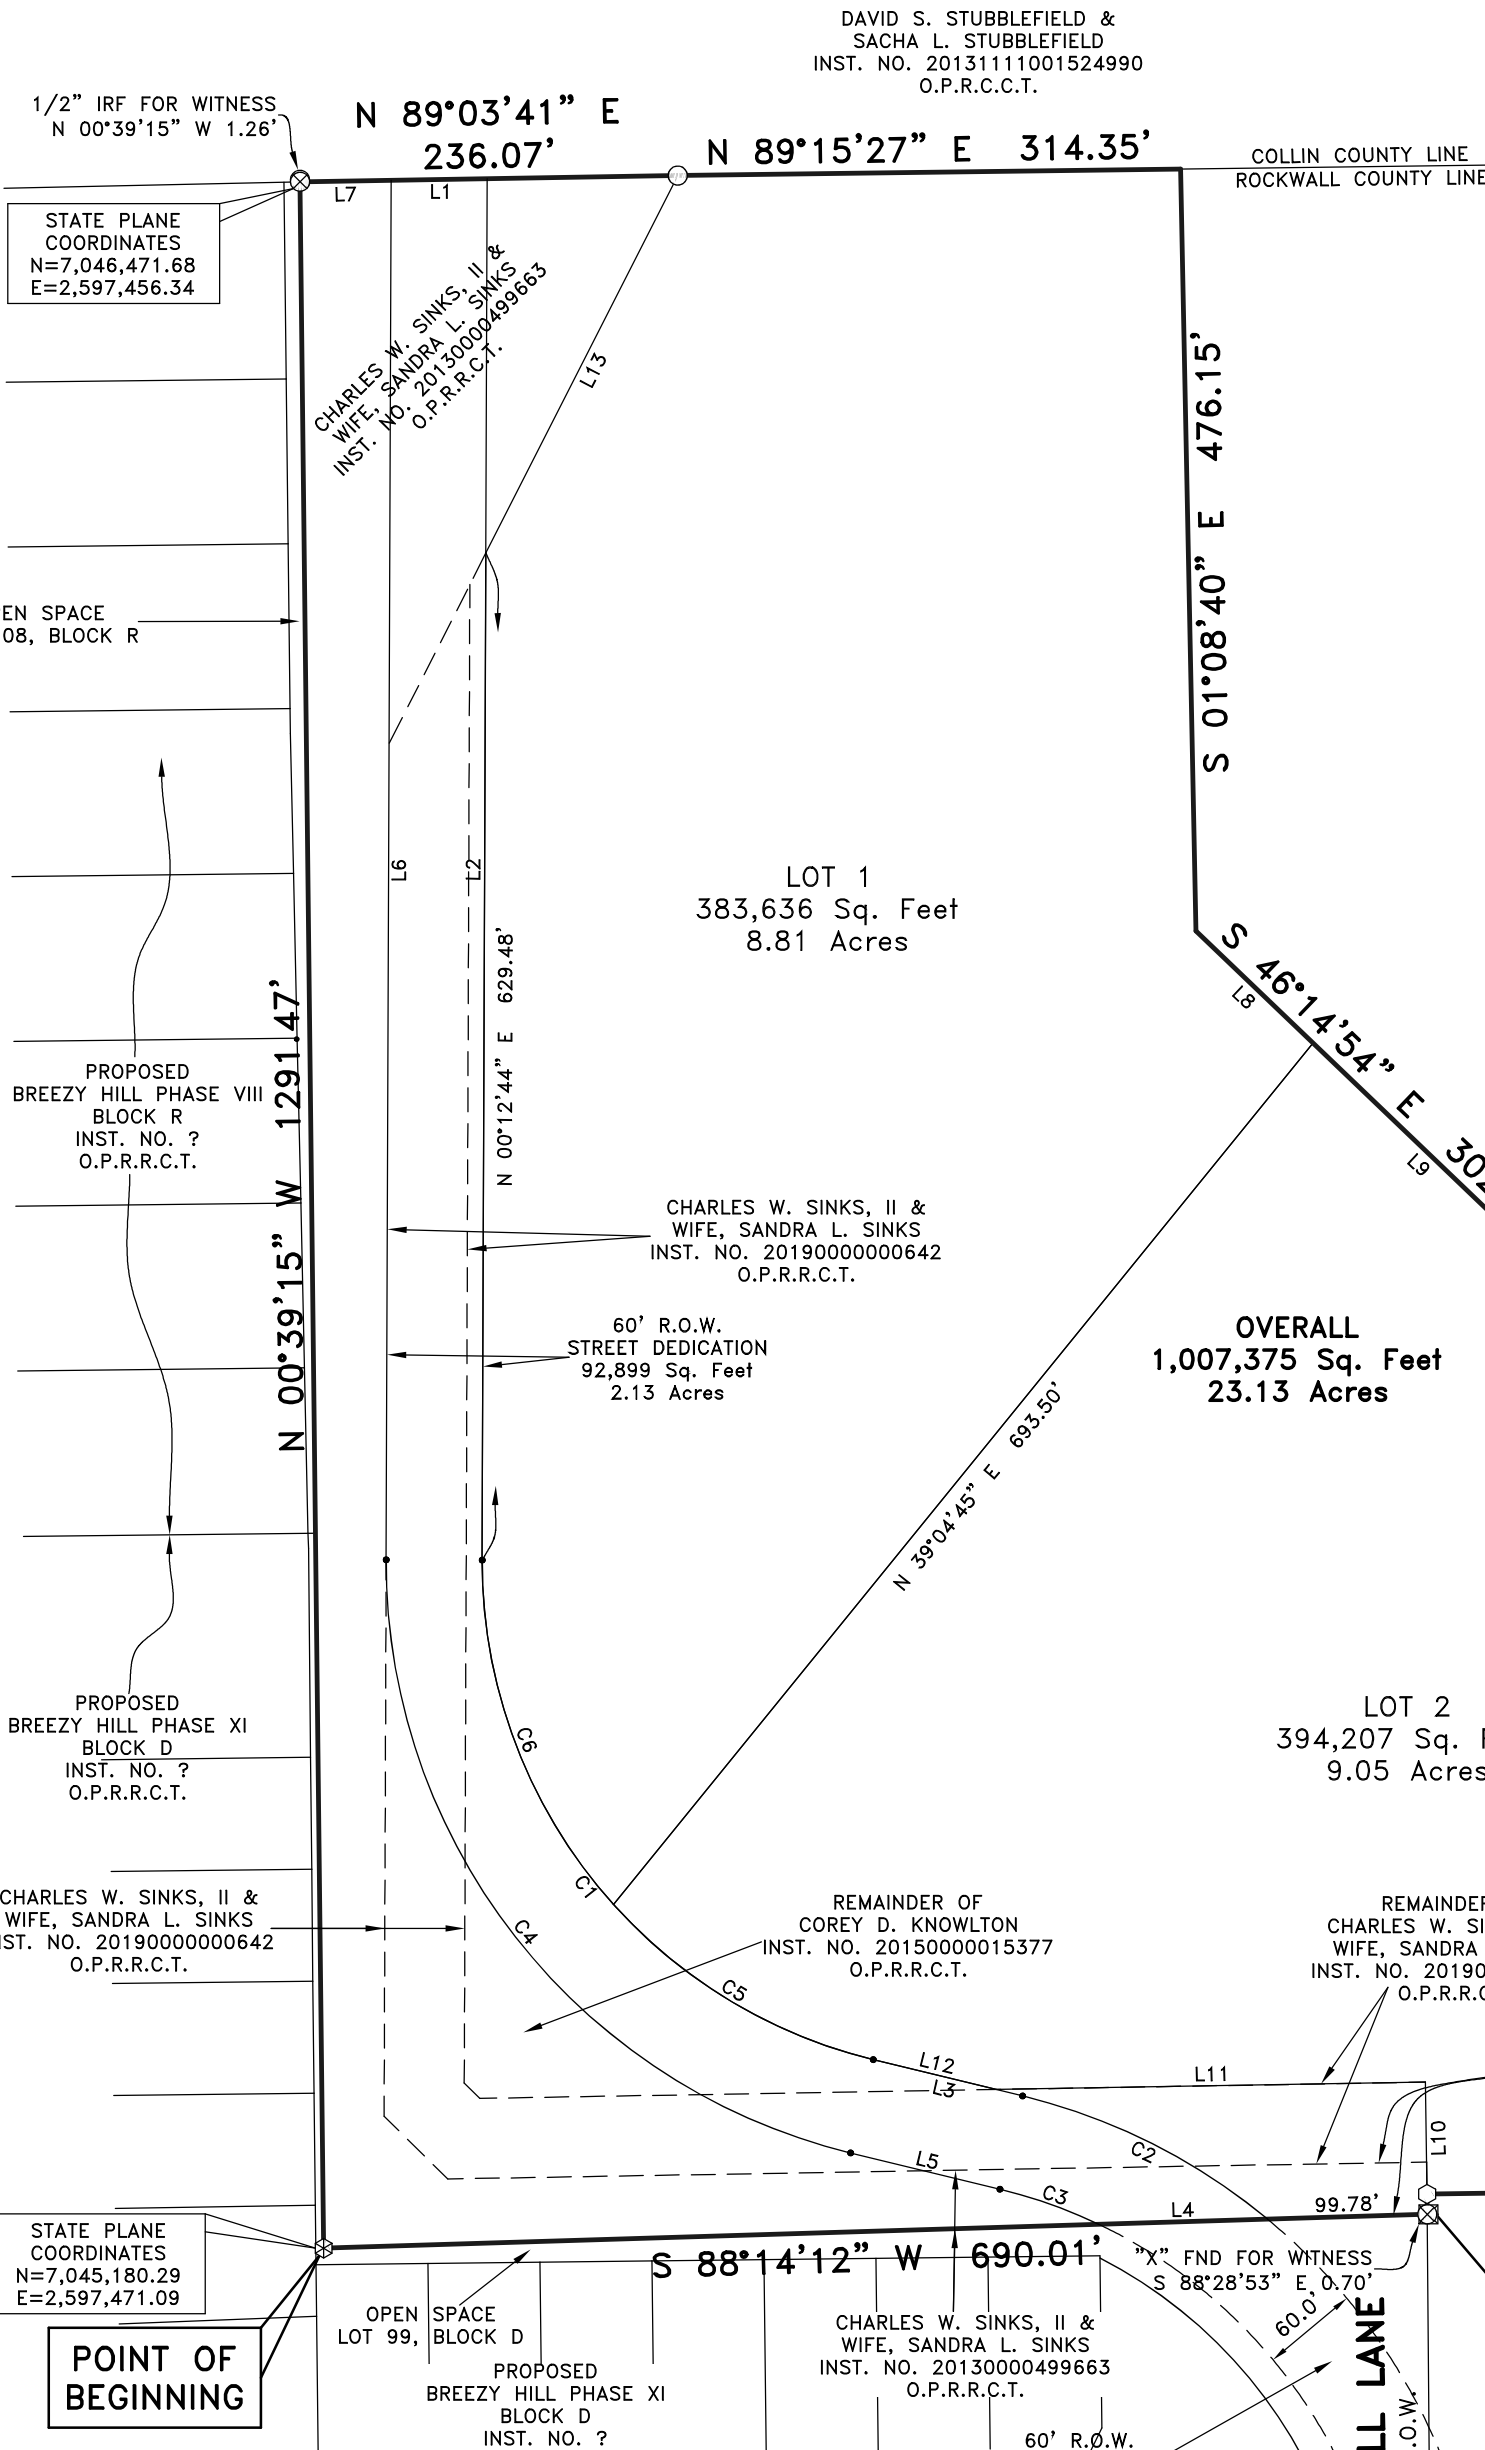 DAVID S. STUBBLEFIELD &
SACHA L. STUBBLEFIELD
INST. NO. 20131111001524990
O.P.R.C.C.T.
1/2" IRF FOR WITNESS
N 00°39'15" W 1.26'
N 89°03'41" E
236.07'
N 89°15'27" E 314.35'
COLLIN COUNTY LINE
ROCKWALL COUNTY LINE
L7
L1
STATE PLANE
COORDINATES
N=7,046,471.68
E=2,597,456.34
CHARLES W. SINKS, II &
WIFE, SANDRA L. SINKS
INST. NO. 20130000499663
O.P.R.R.C.T.
L13
S 01°08'40" E 476.15'
EN SPACE
08, BLOCK R
L6
L2
LOT 1
383,636 Sq. Feet
8.81 Acres
N 00°12'44" E 629.48'
S 46°14'54" E 302
L8
L9
N 00°39'15" W 1291.47'
PROPOSED
BREEZY HILL PHASE VIII
BLOCK R
INST. NO. ?
O.P.R.R.C.T.
CHARLES W. SINKS, II &
WIFE, SANDRA L. SINKS
INST. NO. 20190000000642
O.P.R.R.C.T.
60' R.O.W.
STREET DEDICATION
92,899 Sq. Feet
2.13 Acres
OVERALL
1,007,375 Sq. Feet
23.13 Acres
N 39°04'45" E 693.50'
PROPOSED
BREEZY HILL PHASE XI
BLOCK D
INST. NO. ?
O.P.R.R.C.T.
LOT 2
394,207 Sq. F
9.05 Acres
C6
C1
C4
C5
CHARLES W. SINKS, II &
WIFE, SANDRA L. SINKS
NST. NO. 20190000000642
O.P.R.R.C.T.
REMAINDER OF
COREY D. KNOWLTON
INST. NO. 20150000015377
O.P.R.R.C.T.
REMAINDER
CHARLES W. SI
WIFE, SANDRA
INST. NO. 20190
O.P.R.R.C
L12
L3
L11
L10
C2
L5
C3
L4
99.78'
S 88°14'12" W 690.01'
"X" FND FOR WITNESS
S 88°28'53" E 0.70'
STATE PLANE
COORDINATES
N=7,045,180.29
E=2,597,471.09
60.0'
POINT OF
BEGINNING
OPEN SPACE
LOT 99, BLOCK D
PROPOSED
BREEZY HILL PHASE XI
BLOCK D
INST. NO. ?
CHARLES W. SINKS, II &
WIFE, SANDRA L. SINKS
INST. NO. 20130000499663
O.P.R.R.C.T.
60' R.O.W.
LL LANE
.O.W.